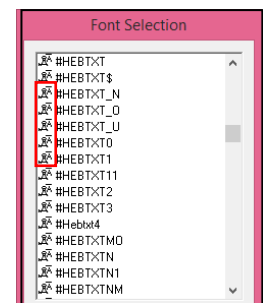 Font Selection
#HEBTXT
#HEBTXT$
#HEBTXT_N
#HEBTXT_O
#HEBTXT_U
#HEBTXT0
#HEBTXT1
#HEBTXT11
#HEBTXT2
#HEBTXT3
#Hebtxt4
#HEBTXTMO
#HEBTXTN
#HEBTXTN1
#HEBTXTNM